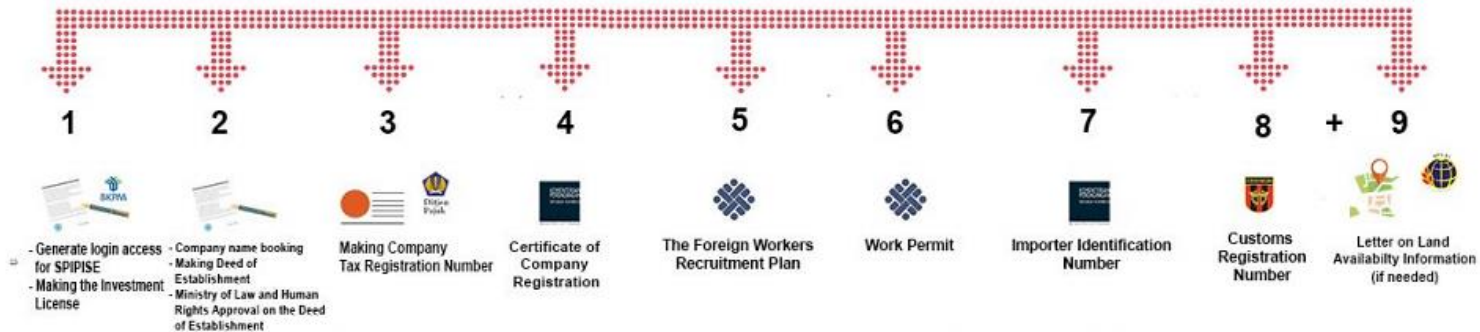 1
2
3
4
5
6
7
8 + 9
BKPM
- Generate login access
for SPIPISE
- Making the Investment
License
- Company name booking
- Making Deed of
Establishment
- Ministry of Law and Human
Rights Approval on the Deed
of Establishment
Ditjen
Pajak
Making Company
Tax Registration Number
Certificate of
Company
Registration
The Foreign Workers
Recruitment Plan
Work Permit
Importer Identification
Number
Customs
Registration
Number
Letter on Land
Availabilty Information
(if needed)